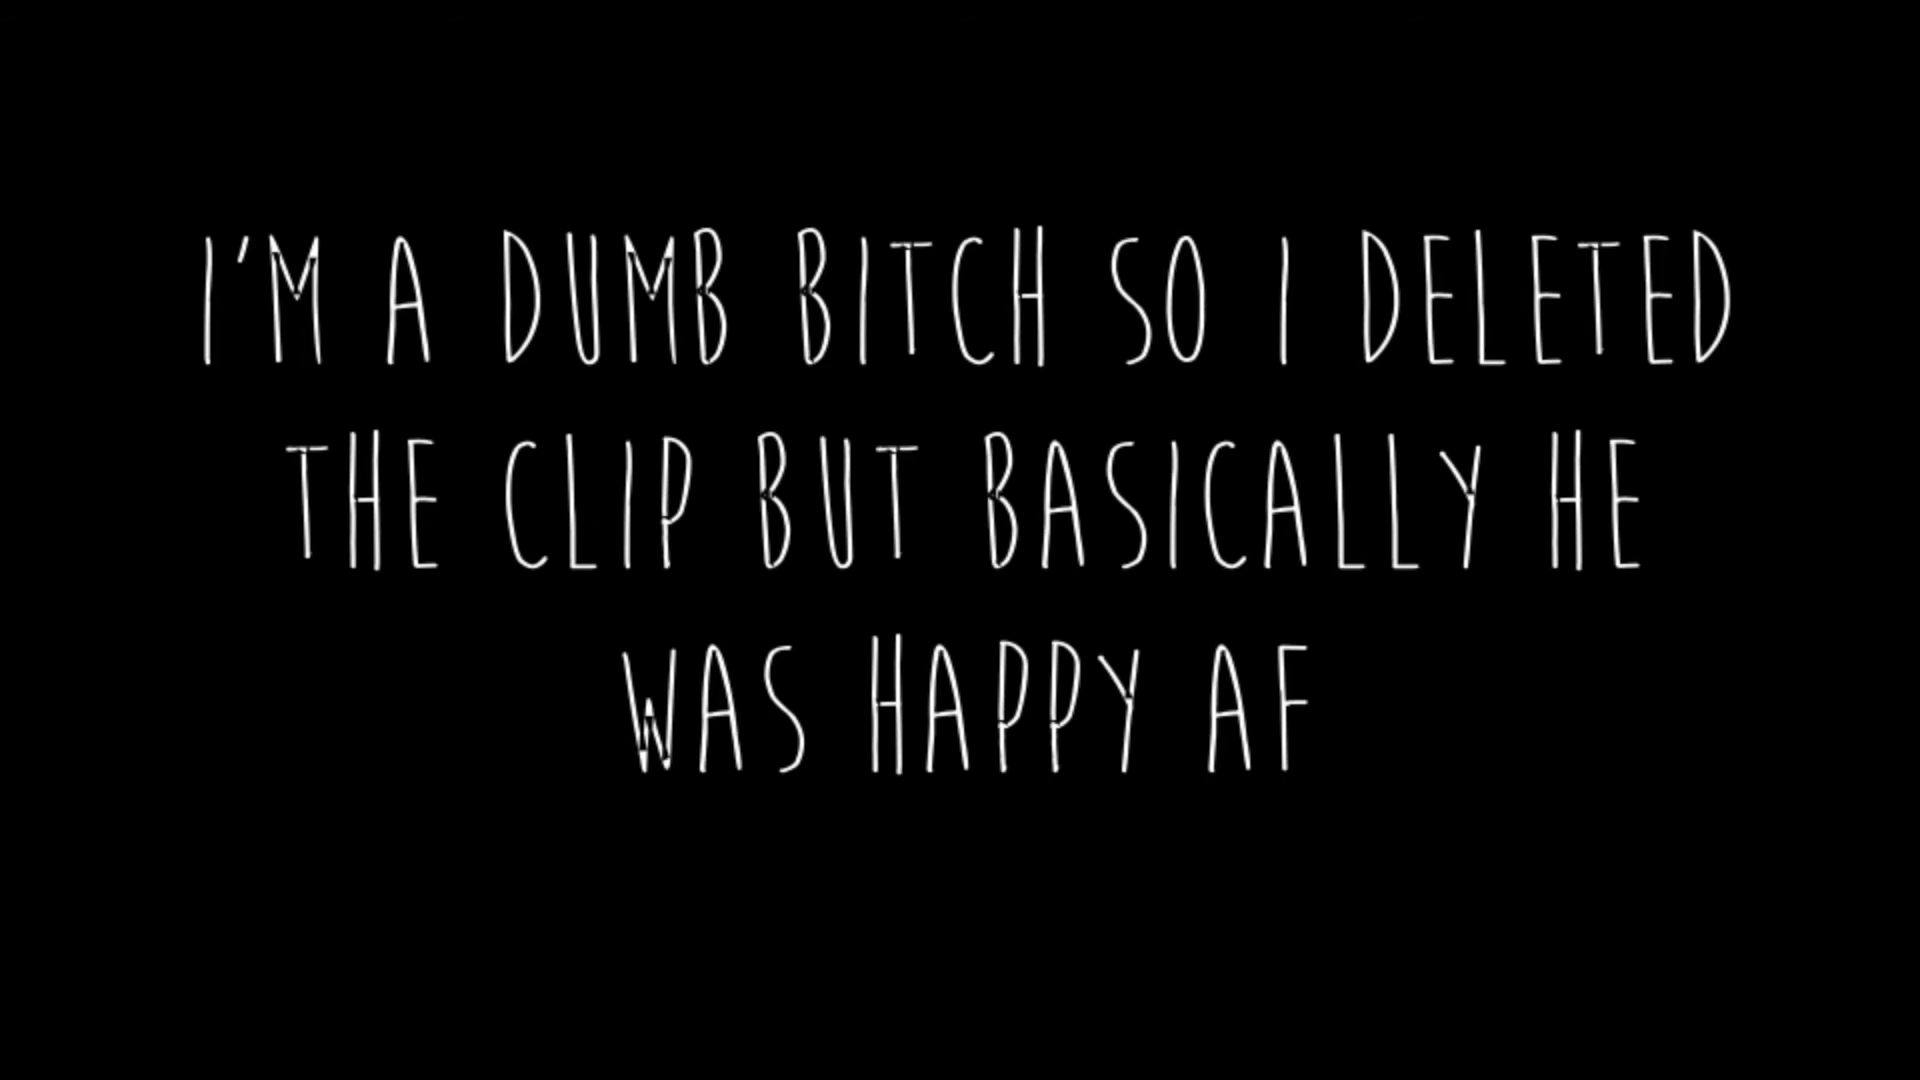 I'M A DUMB BITCH SO I DELETED
THE CLIP BUT BASICALLY HE
WAS HAPPY AF